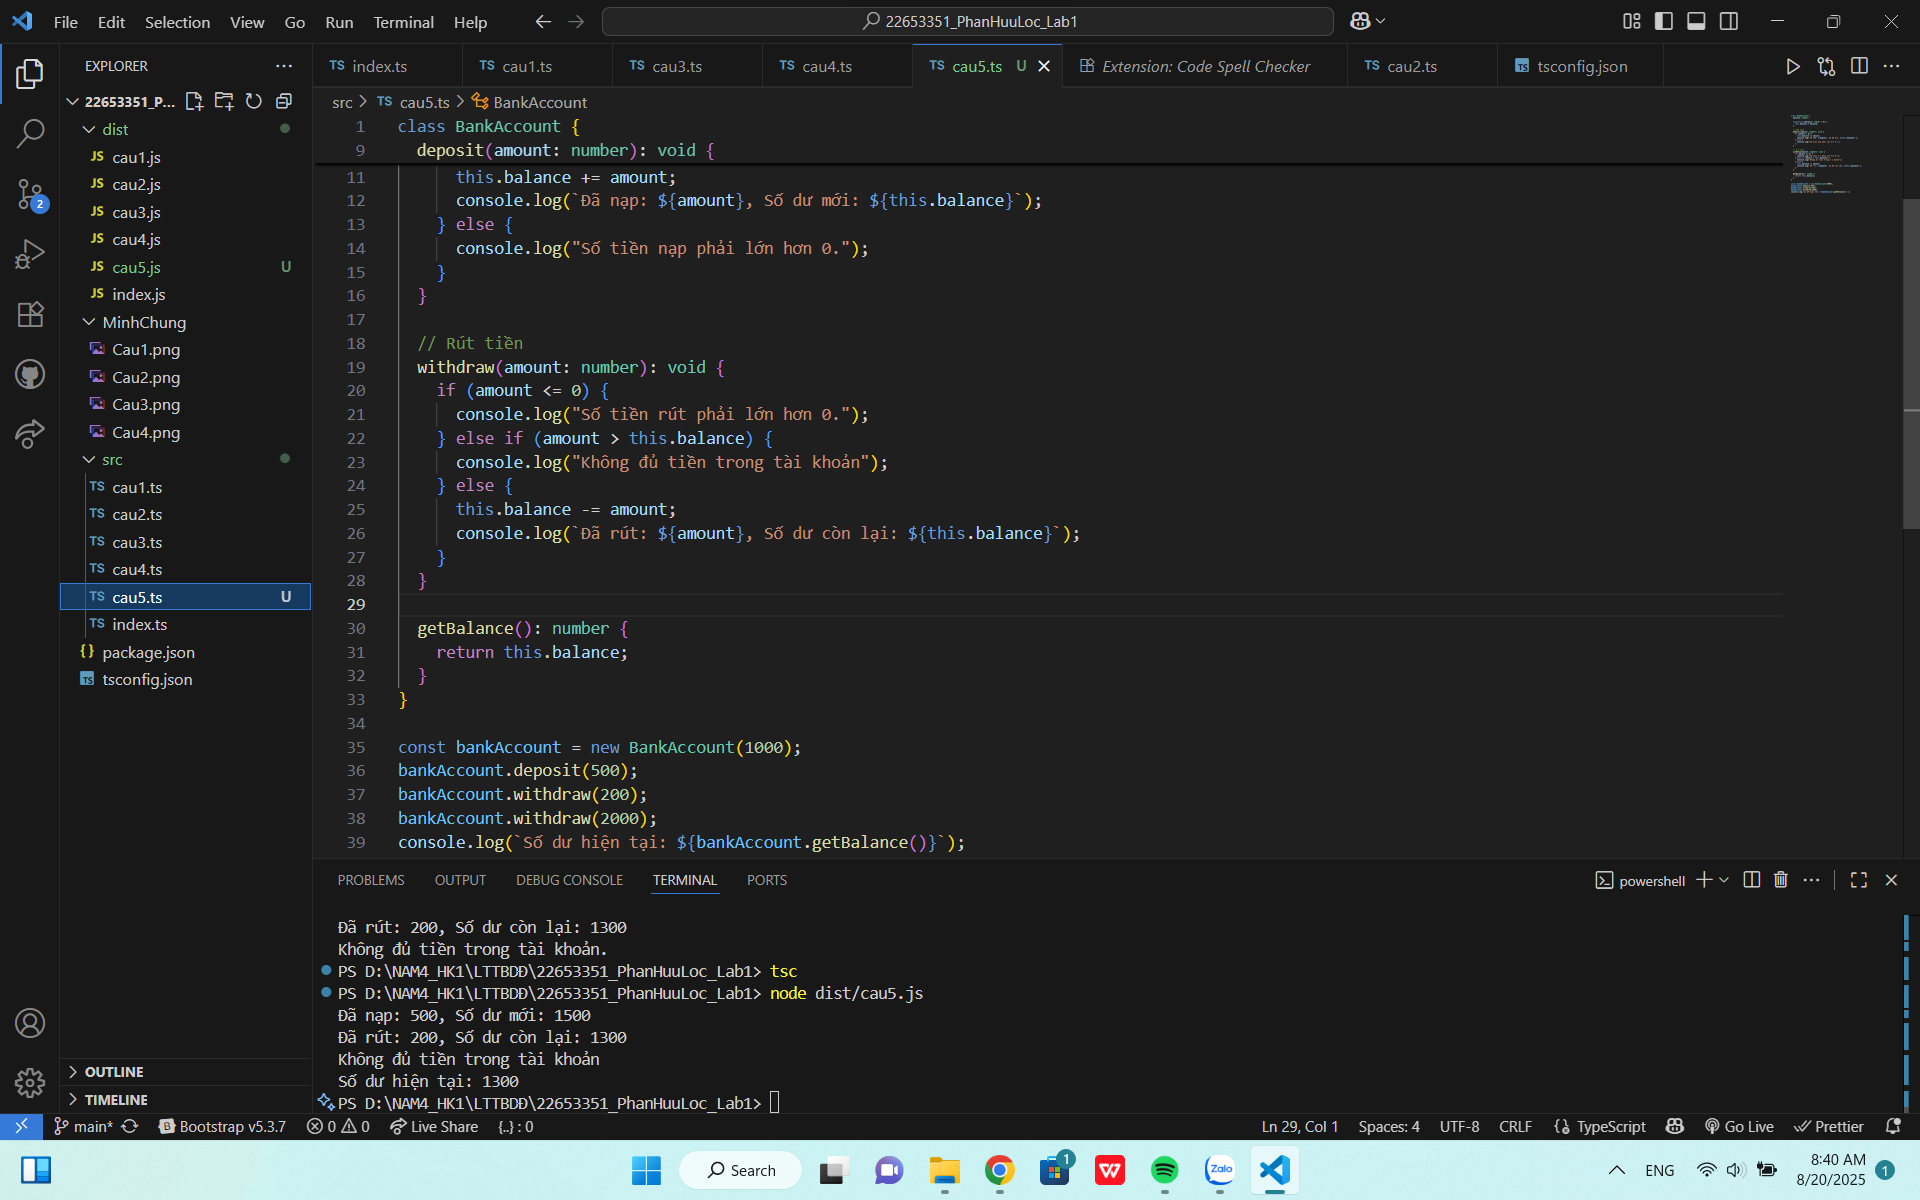 File Edit Selection View Go Run Terminal Help
22653351_PhanHuuLoc_Lab1
EXPLORER
22653351_P...
dist
JS cau1.js
JS cau2.js
JS cau3.js
JS cau4.js
JS cau5.js U
JS index.js
MinhChung
Cau1.png
Cau2.png
Cau3.png
Cau4.png
src
TS cau1.ts
TS cau2.ts
TS cau3.ts
TS cau4.ts
TS cau5.ts U
TS index.ts
{} package.json
TS tsconfig.json
OUTLINE
TIMELINE
2
TS index.ts TS cau1.ts TS cau3.ts TS cau4.ts TS cau5.ts U Extension: Code Spell Checker TS cau2.ts TS tsconfig.json
src > TS cau5.ts > BankAccount
1 class BankAccount {
9 deposit(amount: number): void {
11 this.balance += amount;
12 console.log(`Đã nạp: ${amount}, Số dư mới: ${this.balance}`);
13 } else {
14 console.log("Số tiền nạp phải lớn hơn 0.");
15 }
16 }
17
18 // Rút tiền
19 withdraw(amount: number): void {
20 if (amount <= 0) {
21 console.log("Số tiền rút phải lớn hơn 0.");
22 } else if (amount > this.balance) {
23 console.log("Không đủ tiền trong tài khoản");
24 } else {
25 this.balance -= amount;
26 console.log(`Đã rút: ${amount}, Số dư còn lại: ${this.balance}`);
27 }
28 }
29
30 getBalance(): number {
31 return this.balance;
32 }
33 }
34
35 const bankAccount = new BankAccount(1000);
36 bankAccount.deposit(500);
37 bankAccount.withdraw(200);
38 bankAccount.withdraw(2000);
39 console.log(`Số dư hiện tại: ${bankAccount.getBalance()}`);
PROBLEMS OUTPUT DEBUG CONSOLE TERMINAL PORTS
powershell
Đã rút: 200, Số dư còn lại: 1300
Không đủ tiền trong tài khoản.
PS D:\NAM4_HK1\LTTBDĐ\22653351_PhanHuuLoc_Lab1> tsc
PS D:\NAM4_HK1\LTTBDĐ\22653351_PhanHuuLoc_Lab1> node dist/cau5.js
Đã nạp: 500, Số dư mới: 1500
Đã rút: 200, Số dư còn lại: 1300
Không đủ tiền trong tài khoản
Số dư hiện tại: 1300
PS D:\NAM4_HK1\LTTBDĐ\22653351_PhanHuuLoc_Lab1>
main* Bootstrap v5.3.7 0 0 Live Share {..} : 0 Ln 29, Col 1 Spaces: 4 UTF-8 CRLF {} TypeScript Go Live Prettier
Search
1
Zalo
ENG
8:40 AM
8/20/2025
1